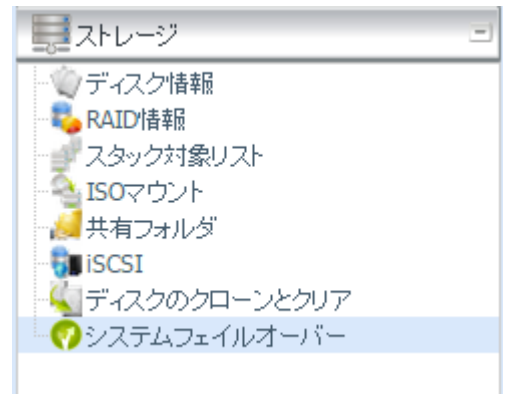 ストレージ
ディスク情報
RAID情報
スタック対象リスト
ISOマウント
共有フォルダ
iSCSI
ディスクのクローンとクリア
システムフェイルオーバー